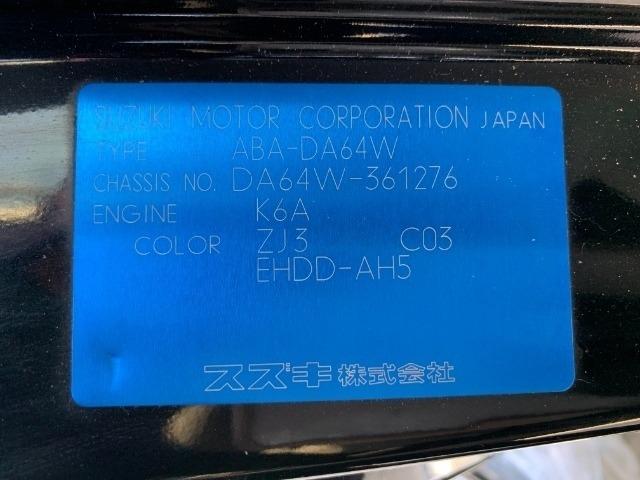 SUZUKI MOTOR CORPORATION JAPAN
TYPE ABA-DA64W
CHASSIS NO. DA64W-361276
ENGINE K6A
COLOR ZJ3 C03
EHDD-AH5
スズキ株式会社